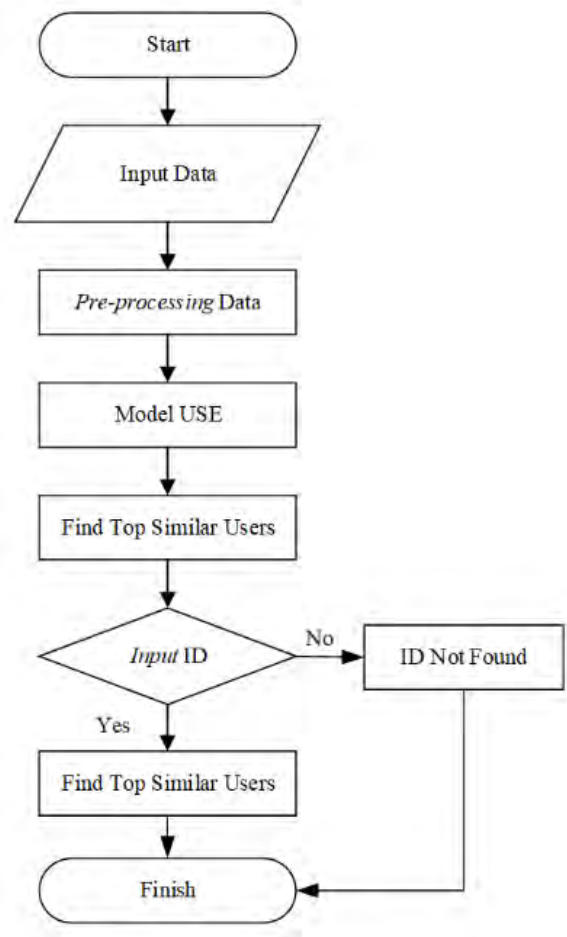 Start
Input Data
Pre-processing Data
Model USE
Find Top Similar Users
Input ID
No
ID Not Found
Yes
Find Top Similar Users
Finish